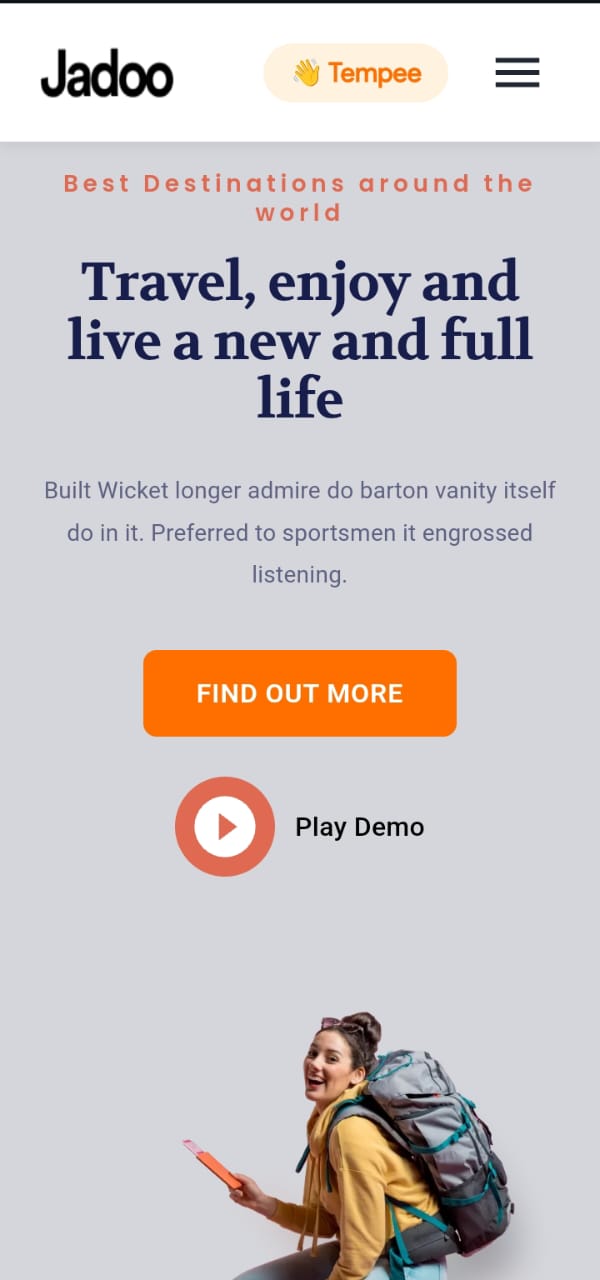 Jadoo
👋 Tempee
Best Destinations around the
world
Travel, enjoy and
live a new and full
life
Built Wicket longer admire do barton vanity itself
do in it. Preferred to sportsmen it engrossed
listening.
FIND OUT MORE
Play Demo